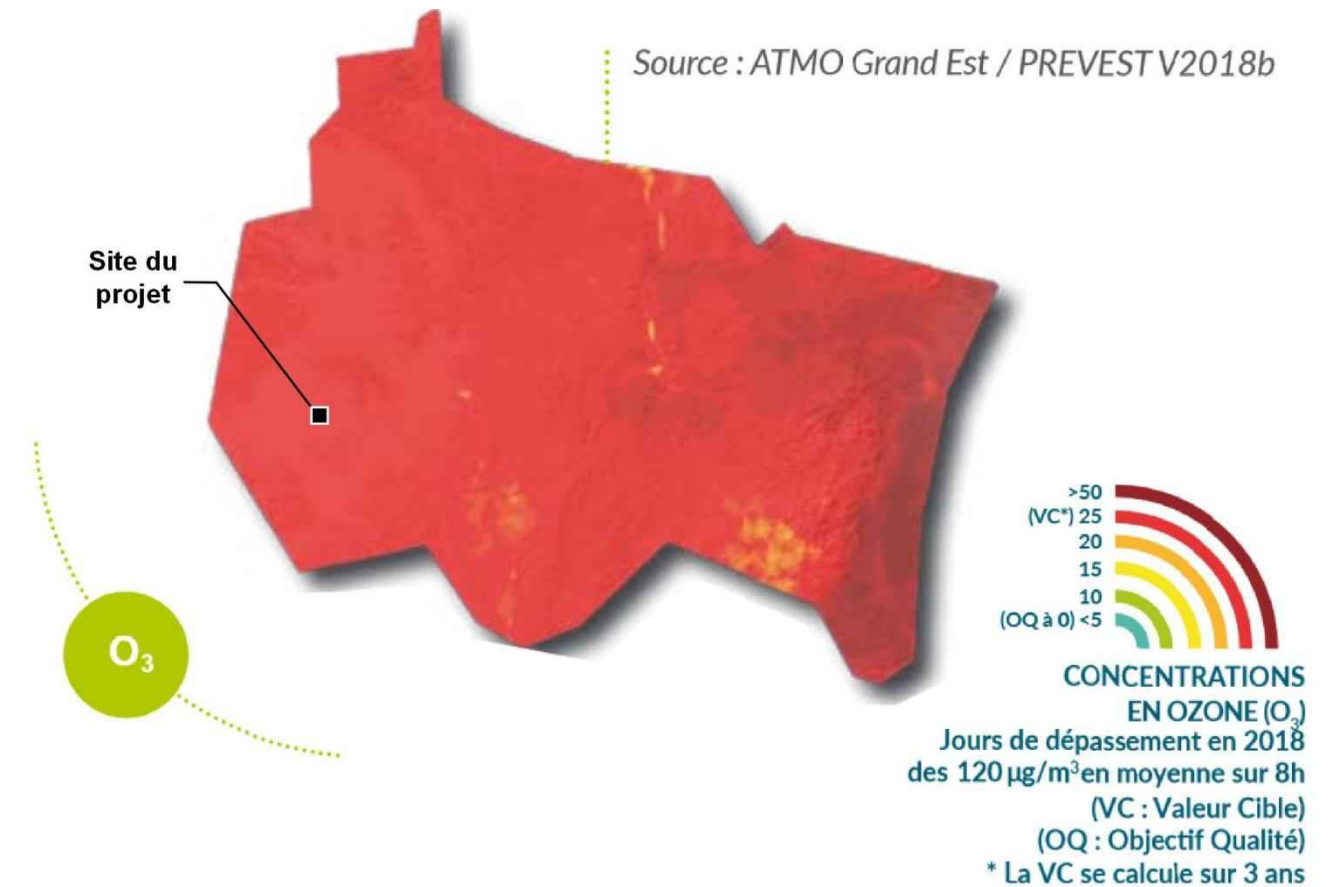 Source : ATMO Grand Est / PREVEST V2018b
Site du
projet
O₃
>50
(VC*) 25
20
15
10
(OQ à 0) <5
CONCENTRATIONS
EN OZONE (O₃)
Jours de dépassement en 2018
des 120 µg/m³ en moyenne sur 8h
(VC : Valeur Cible)
(OQ : Objectif Qualité)
* La VC se calcule sur 3 ans